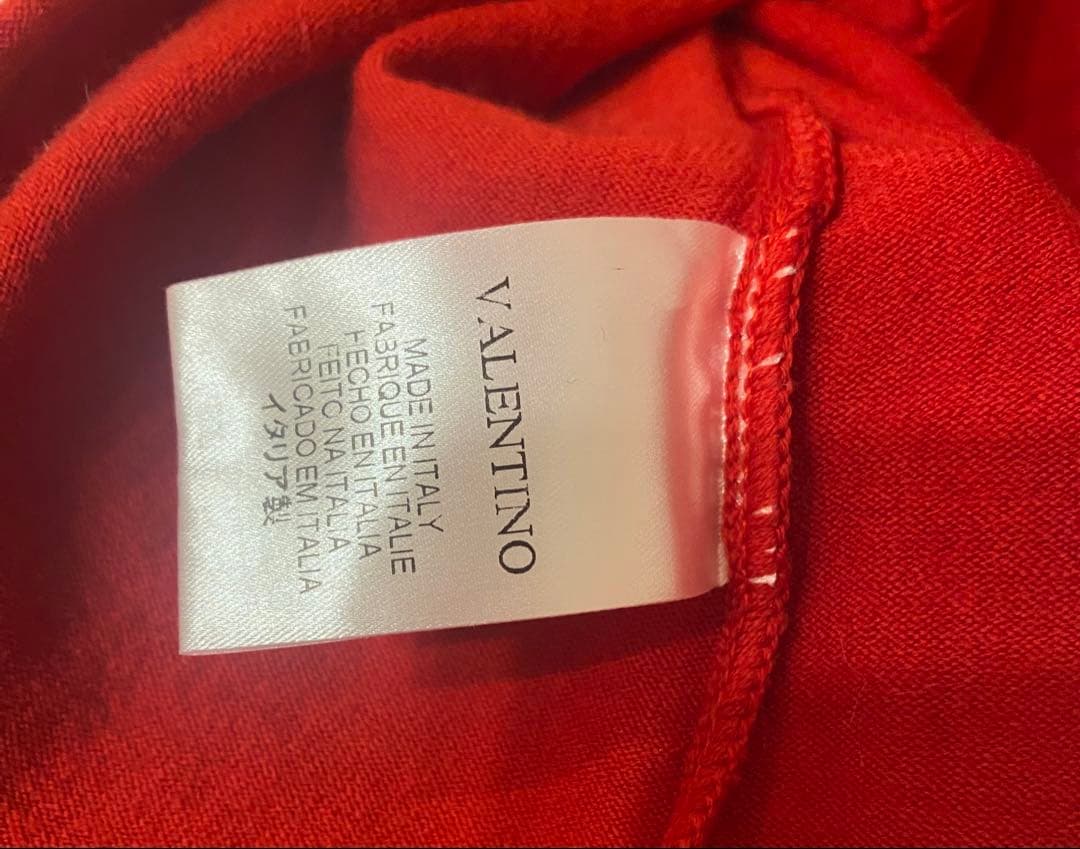 VALENTINO
MADE IN ITALY
FABRIQUE EN ITALIE
HECHO EN ITALIA
FEITO NA ITALIA
FABRICADO EM ITALIA
イタリア製